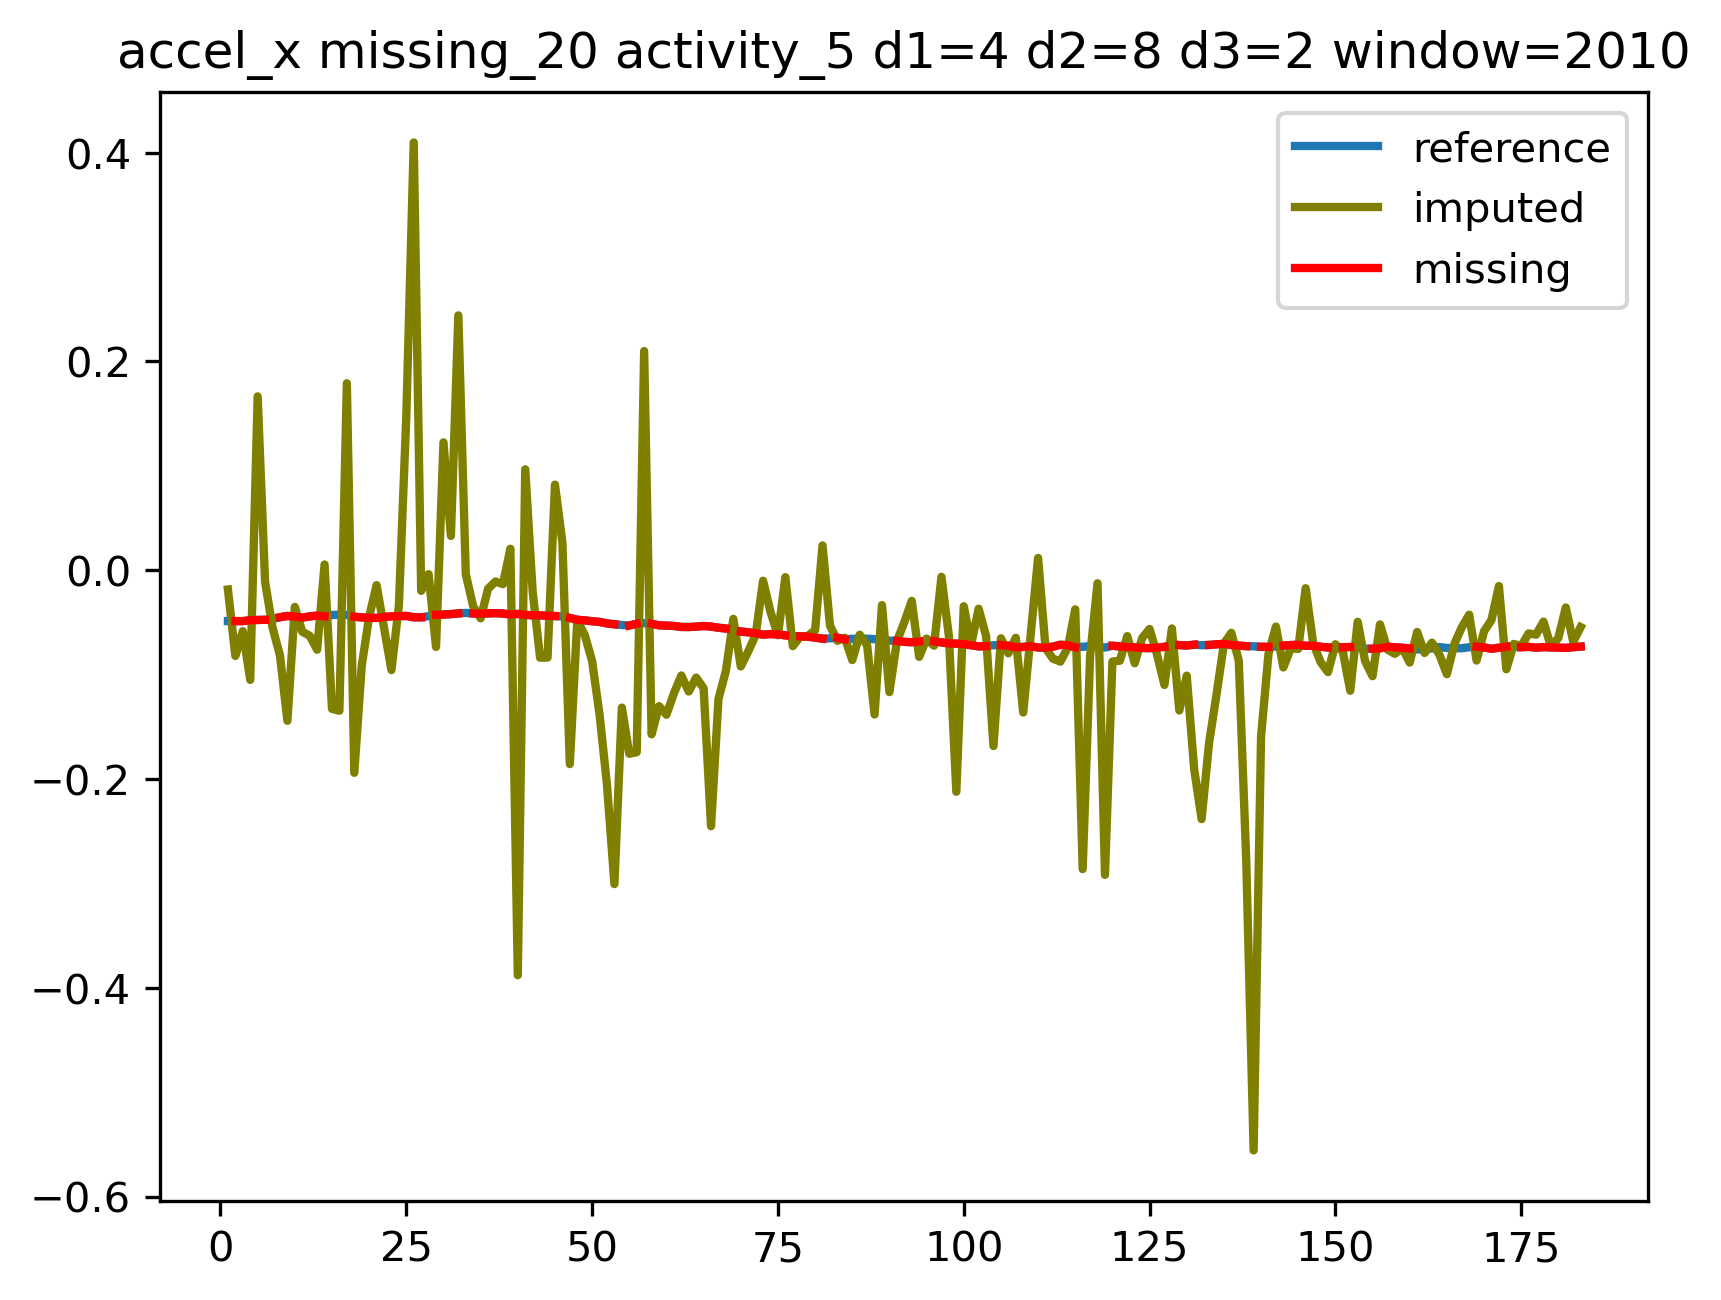 accel_x missing_20 activity_5 d1=4 d2=8 d3=2 window=2010
reference
imputed
missing
0.4
0.2
0.0
−0.2
−0.4
−0.6
0 25 50 75 100 125 150 175